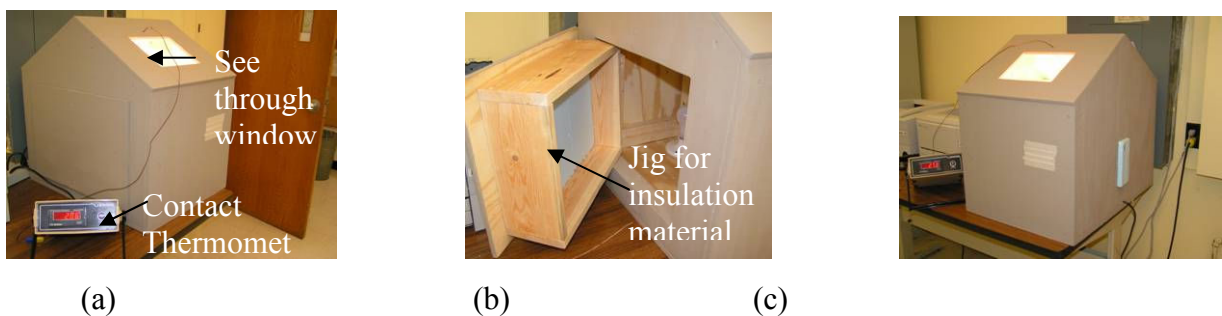 See
through
window
Contact
Thermomet
Jig for
insulation
material
(a)
(b)
(c)